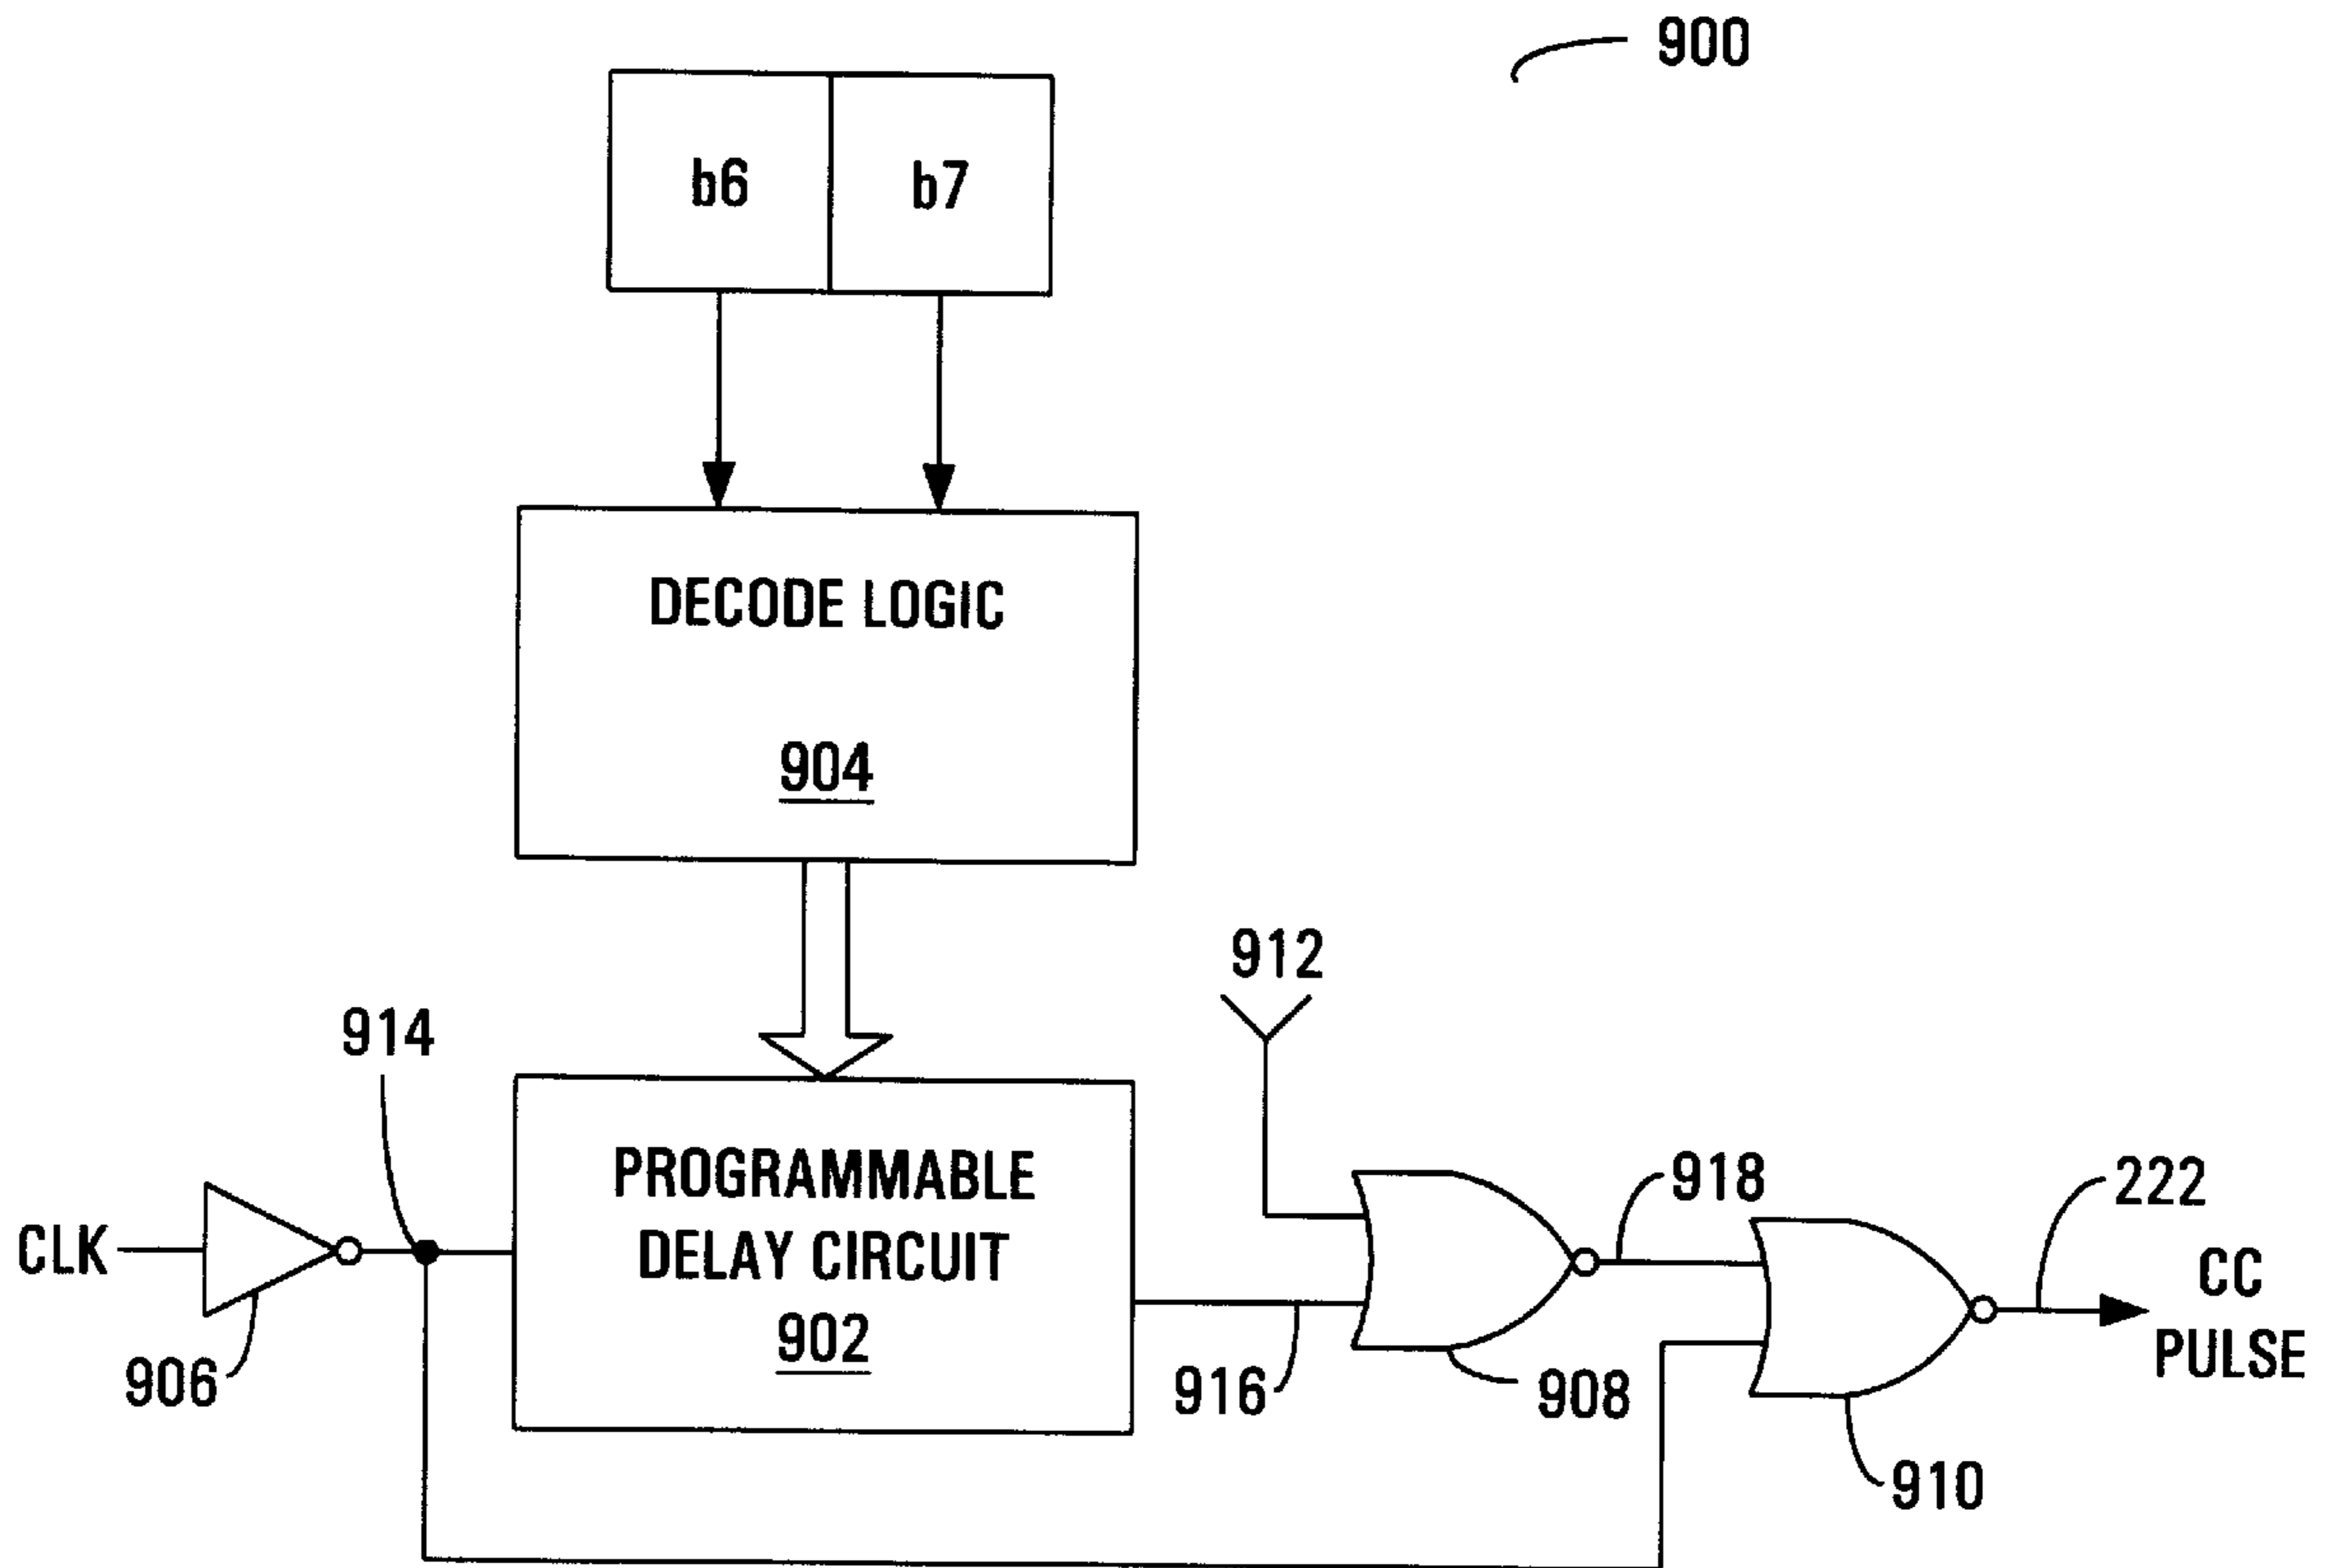 900
b6
b7
DECODE LOGIC
904
912
914
PROGRAMMABLE
DELAY CIRCUIT
902
CLK
906
916
908
918
910
222
CC
PULSE